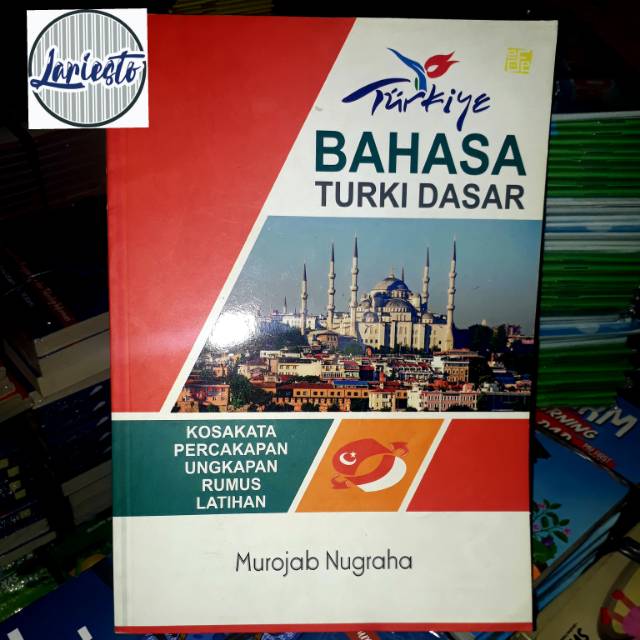 Lariesto
Türkiye
BAHASA
TURKI DASAR
KOSAKATA
PERCAKAPAN
UNGKAPAN
RUMUS
LATIHAN
Murojab Nugraha